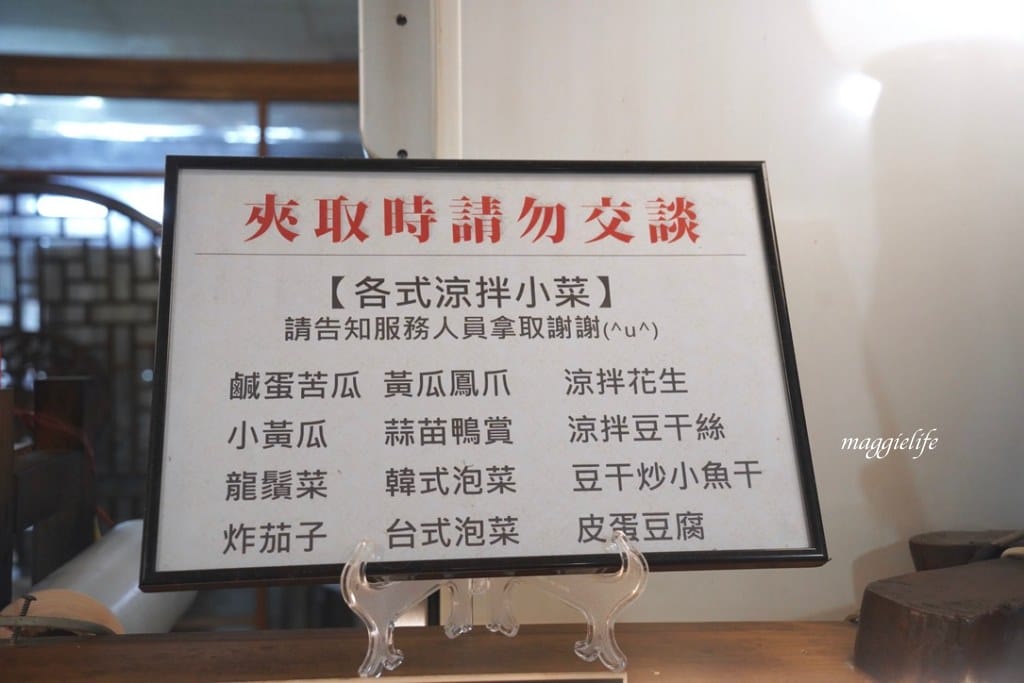 夾取時請勿交談
【各式涼拌小菜】
請告知服務人員拿取謝謝(^u^)
鹹蛋苦瓜 黃瓜鳳爪 涼拌花生
小黃瓜 蒜苗鴨賞 涼拌豆干絲
龍鬚菜 韓式泡菜 豆干炒小魚干
炸茄子 台式泡菜 皮蛋豆腐
maggielife